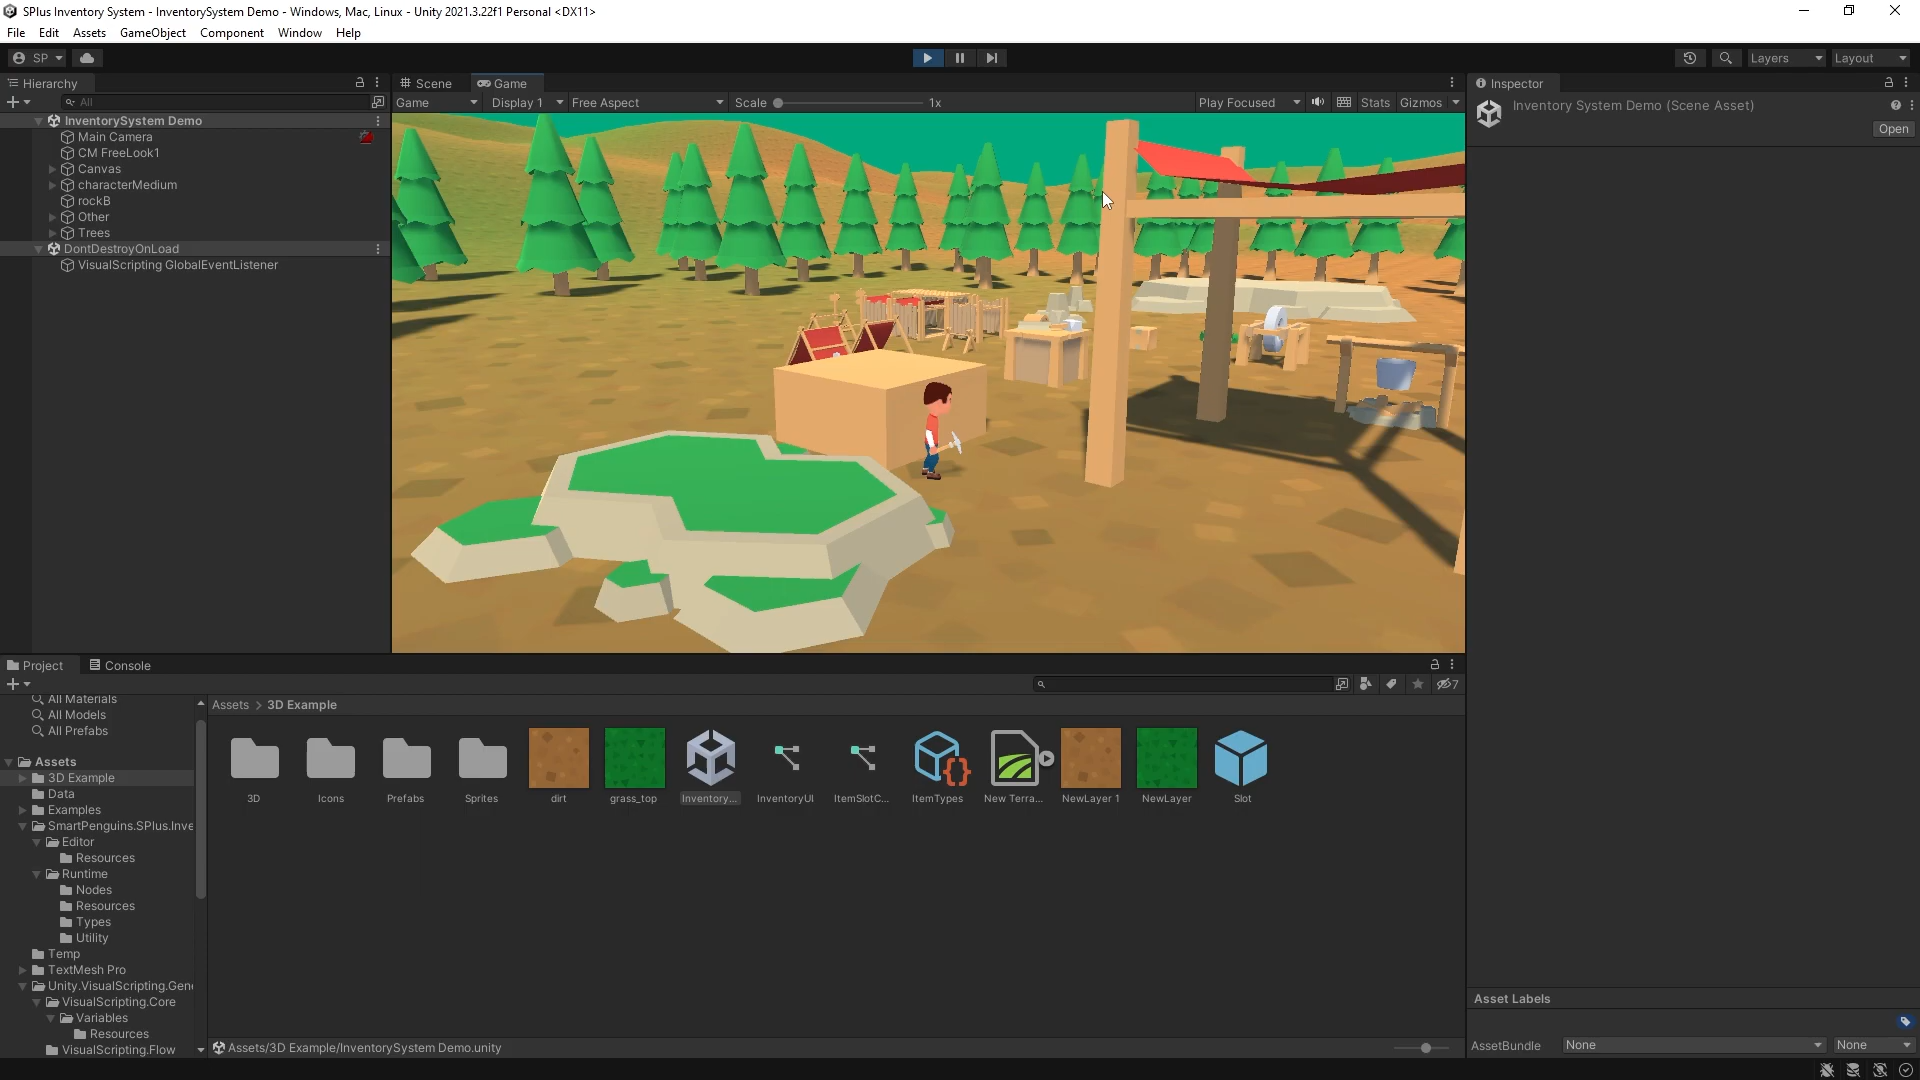 SPlus Inventory System - InventorySystem Demo - Windows, Mac, Linux - Unity 2021.3.22f1 Personal <DX11>
File Edit Assets GameObject Component Window Help
SP Layers Layout
Hierarchy
All
InventorySystem Demo
Main Camera
CM FreeLook1
Canvas
characterMedium
rockB
Other
Trees
DontDestroyOnLoad
VisualScripting GlobalEventListener
Scene Game
Game Display 1 Free Aspect Scale 1x Play Focused Stats Gizmos
Inspector
Inventory System Demo (Scene Asset)
Open
Project Console
7
All Materials
All Models
All Prefabs
Assets
3D Example
Data
Examples
SmartPenguins.SPlus.Inve
Editor
Resources
Runtime
Nodes
Resources
Types
Utility
Temp
TextMesh Pro
Unity.VisualScripting.Gen
VisualScripting.Core
Variables
Resources
VisualScripting.Flow
Assets > 3D Example
3D Icons Prefabs Sprites dirt grass_top Inventory... InventoryUI ItemSlotC... ItemTypes New Terra... NewLayer 1 NewLayer Slot
Assets/3D Example/InventorySystem Demo.unity
Asset Labels
AssetBundle None None